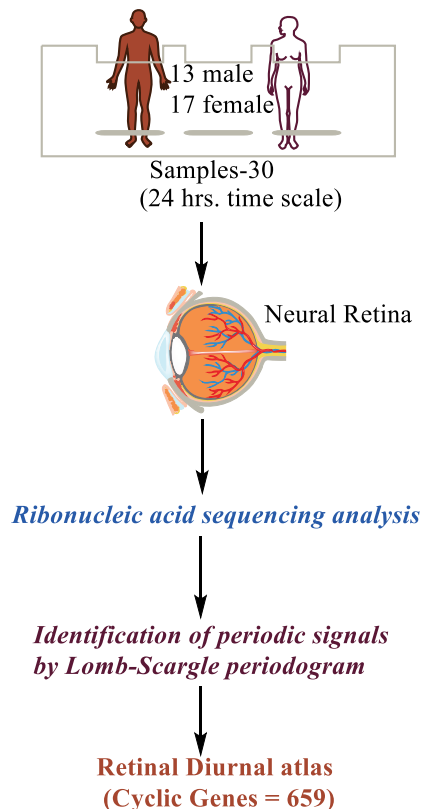 13 male
17 female
Samples-30
(24 hrs. time scale)
Neural Retina
Ribonucleic acid sequencing analysis
Identification of periodic signals
by Lomb-Scargle periodogram
Retinal Diurnal atlas
(Cyclic Genes = 659)